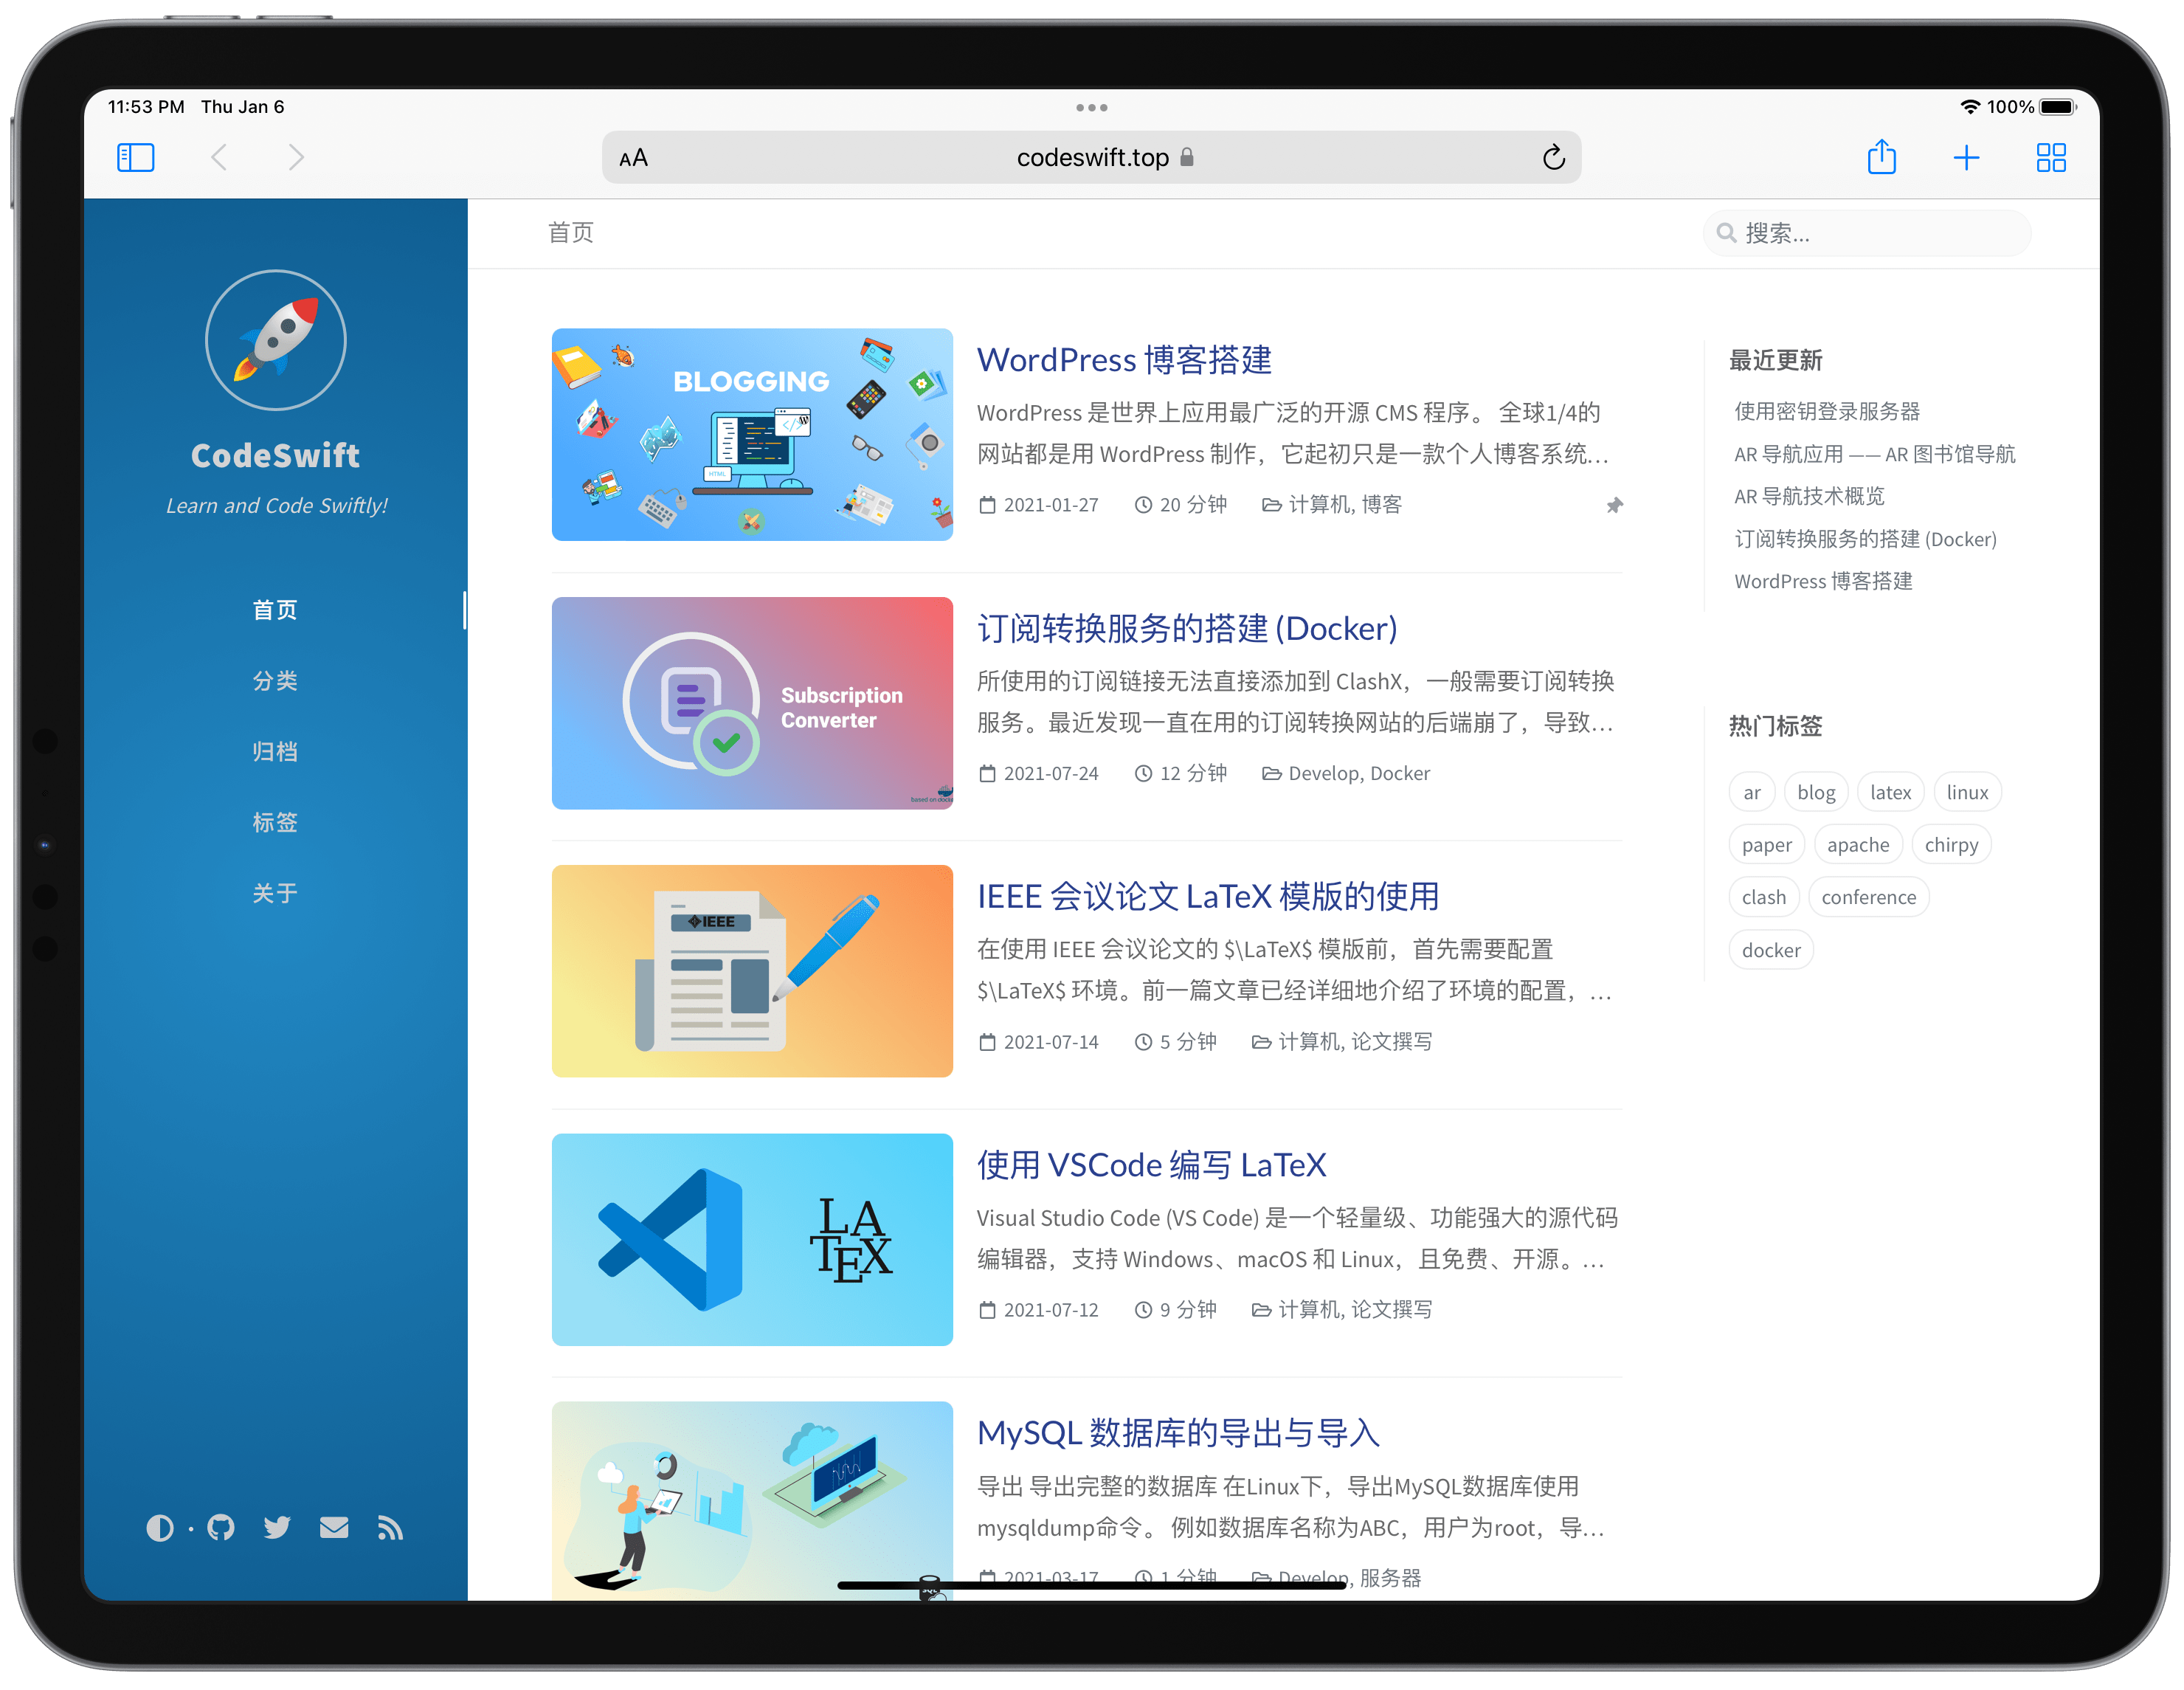 11:53 PM Thu Jan 6
100%
AA
codeswift.top
CodeSwift
Learn and Code Swiftly!
首页
分类
归档
标签
关于
首页
搜索...
BLOGGING
</>
HTML
WordPress 博客搭建
WordPress 是世界上应用最广泛的开源 CMS 程序。 全球1/4的
网站都是用 WordPress 制作，它起初只是一款个人博客系统…
2021-01-27 20 分钟 计算机, 博客
Subscription
Converter
based on docke
订阅转换服务的搭建 (Docker)
所使用的订阅链接无法直接添加到 ClashX，一般需要订阅转换
服务。最近发现一直在用的订阅转换网站的后端崩了，导致…
2021-07-24 12 分钟 Develop, Docker
IEEE
IEEE 会议论文 LaTeX 模版的使用
在使用 IEEE 会议论文的 $\LaTeX$ 模版前，首先需要配置
$\LaTeX$ 环境。前一篇文章已经详细地介绍了环境的配置，…
2021-07-14 5 分钟 计算机, 论文撰写
LATEX
使用 VSCode 编写 LaTeX
Visual Studio Code (VS Code) 是一个轻量级、功能强大的源代码
编辑器，支持 Windows、macOS 和 Linux，且免费、开源。…
2021-07-12 9 分钟 计算机, 论文撰写
SQL
MySQL 数据库的导出与导入
导出 导出完整的数据库 在Linux下，导出MySQL数据库使用
mysqldump命令。 例如数据库名称为ABC，用户为root，导…
2021-03-17 1 分钟 Develop, 服务器
最近更新
使用密钥登录服务器
AR 导航应用 —— AR 图书馆导航
AR 导航技术概览
订阅转换服务的搭建 (Docker)
WordPress 博客搭建
热门标签
ar blog latex linux
paper apache chirpy
clash conference
docker